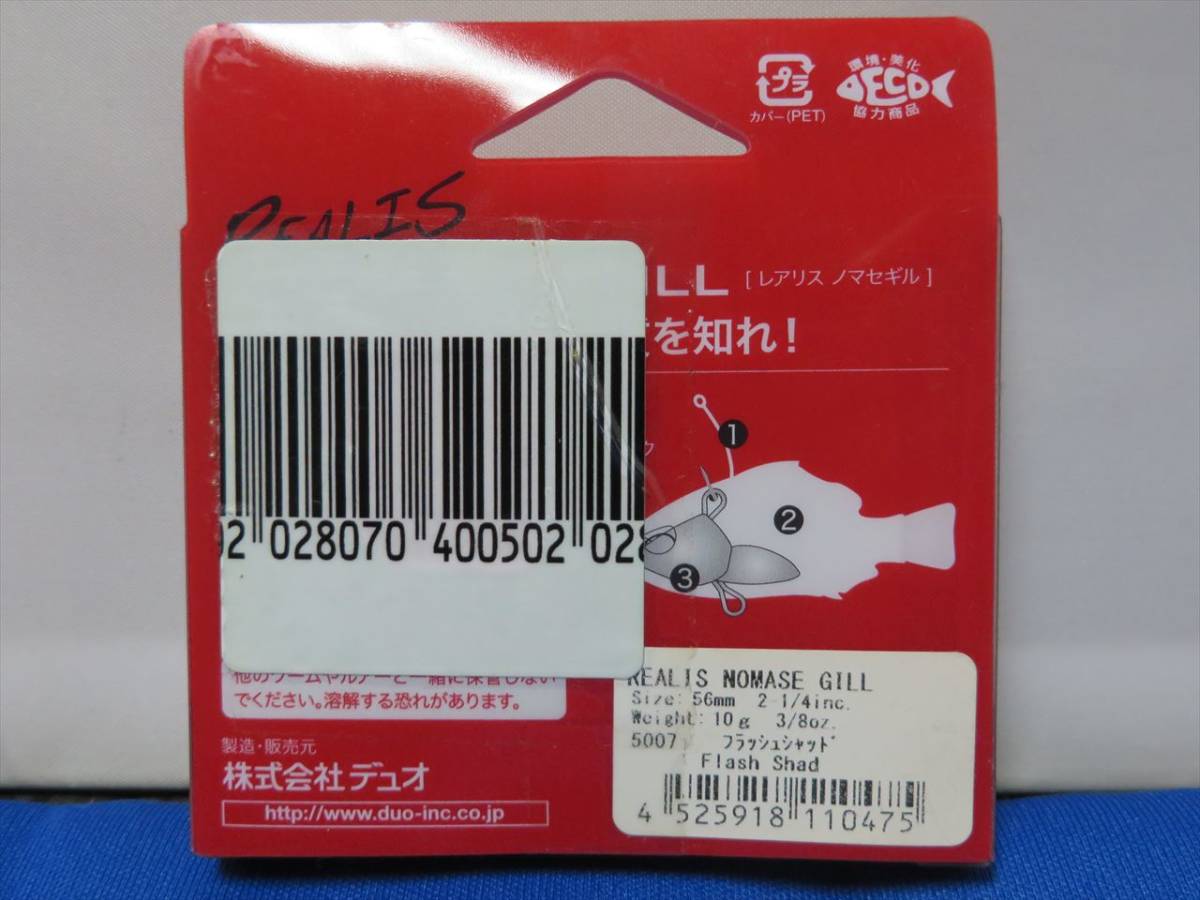 環境・美化
プラ
ECO
カバー(PET)
協力商品
REALIS
ILL [レアリス ノマセギル]
を知れ!
1
2
3
02 028070 400502 028
他のワームやルアーと一緒に保管しない
でください。溶解する恐れがあります。
製造・販売元
株式会社デュオ
http://www.duo-inc.co.jp
REALIS NOMASE GILL
Size: 56mm 2-1/4inc.
Weight: 10g 3/8oz.
5007 フラッシュシャッド
Flash Shad
4 525918 110475